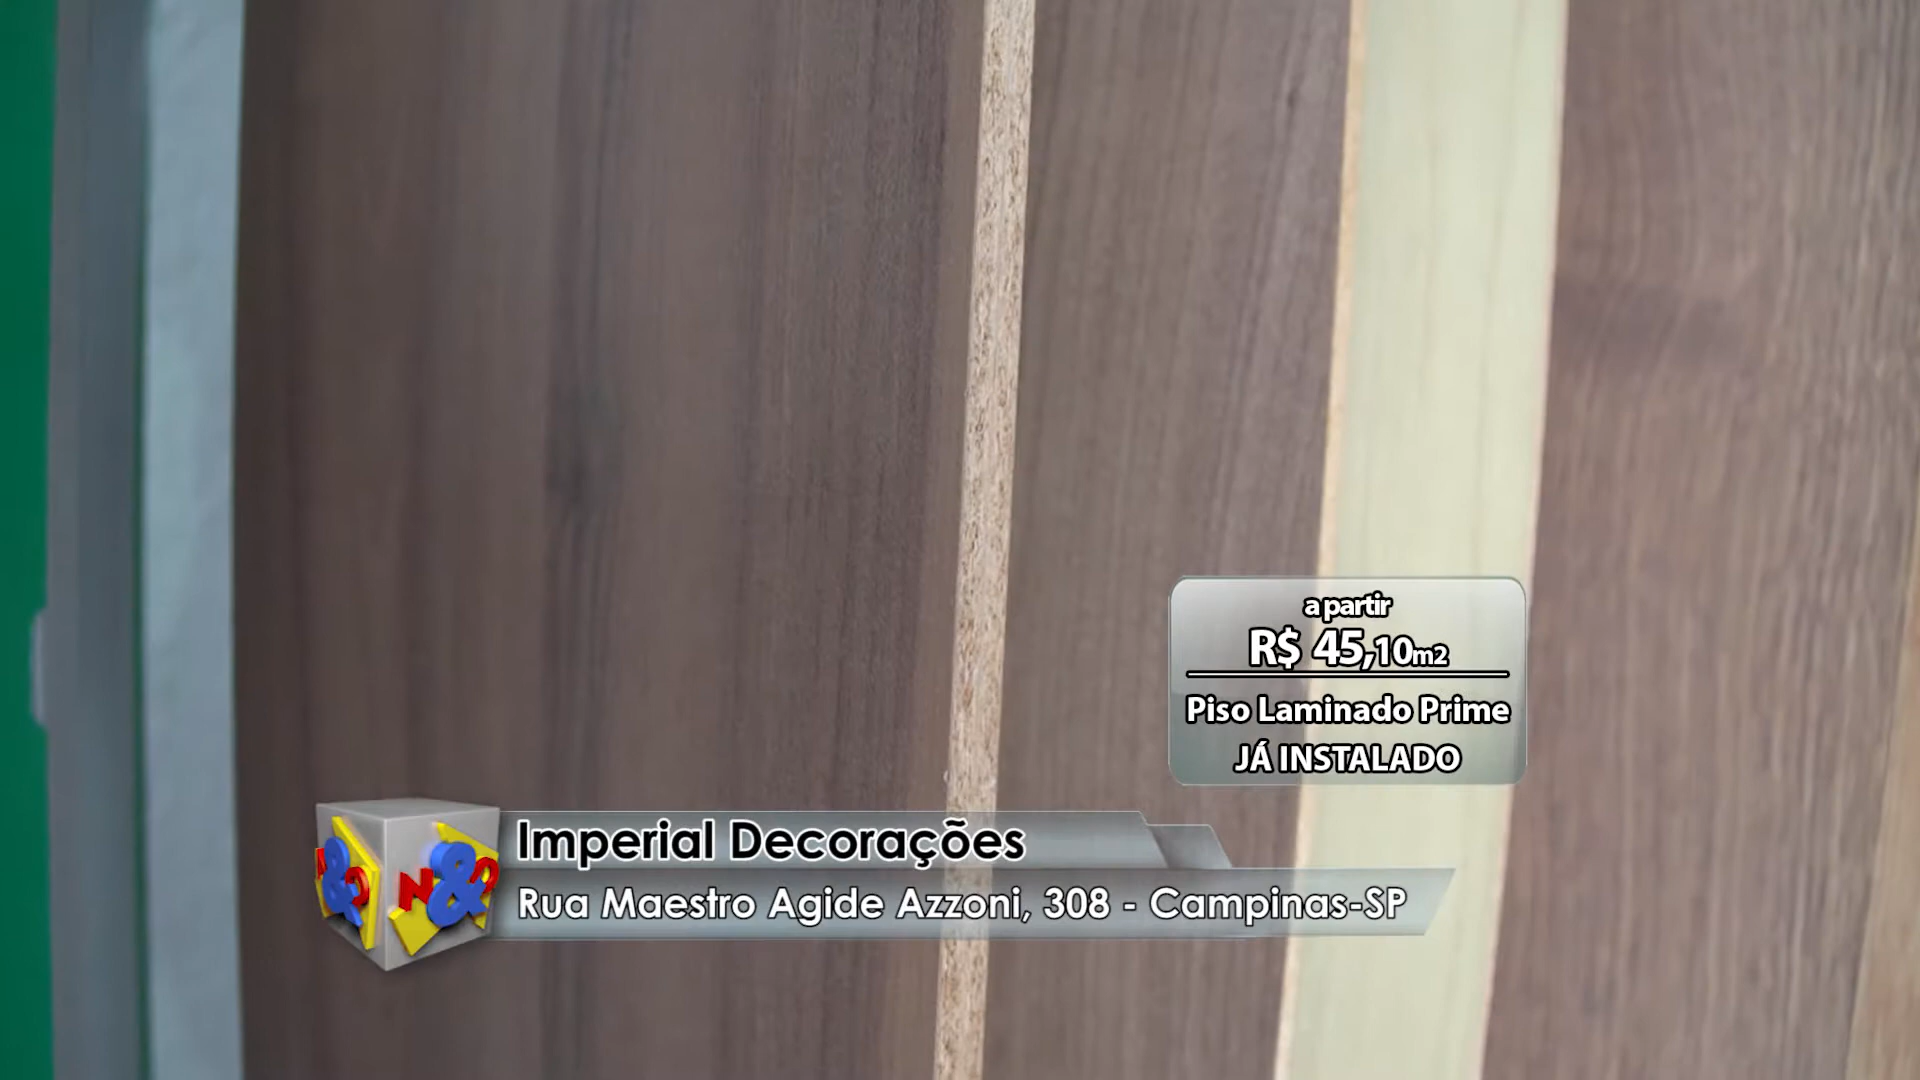 a partir
R$ 45,10m2
Piso Laminado Prime
JÁ INSTALADO
Imperial Decorações
Rua Maestro Agide Azzoni, 308 - Campinas-SP
N&Q
N&Q